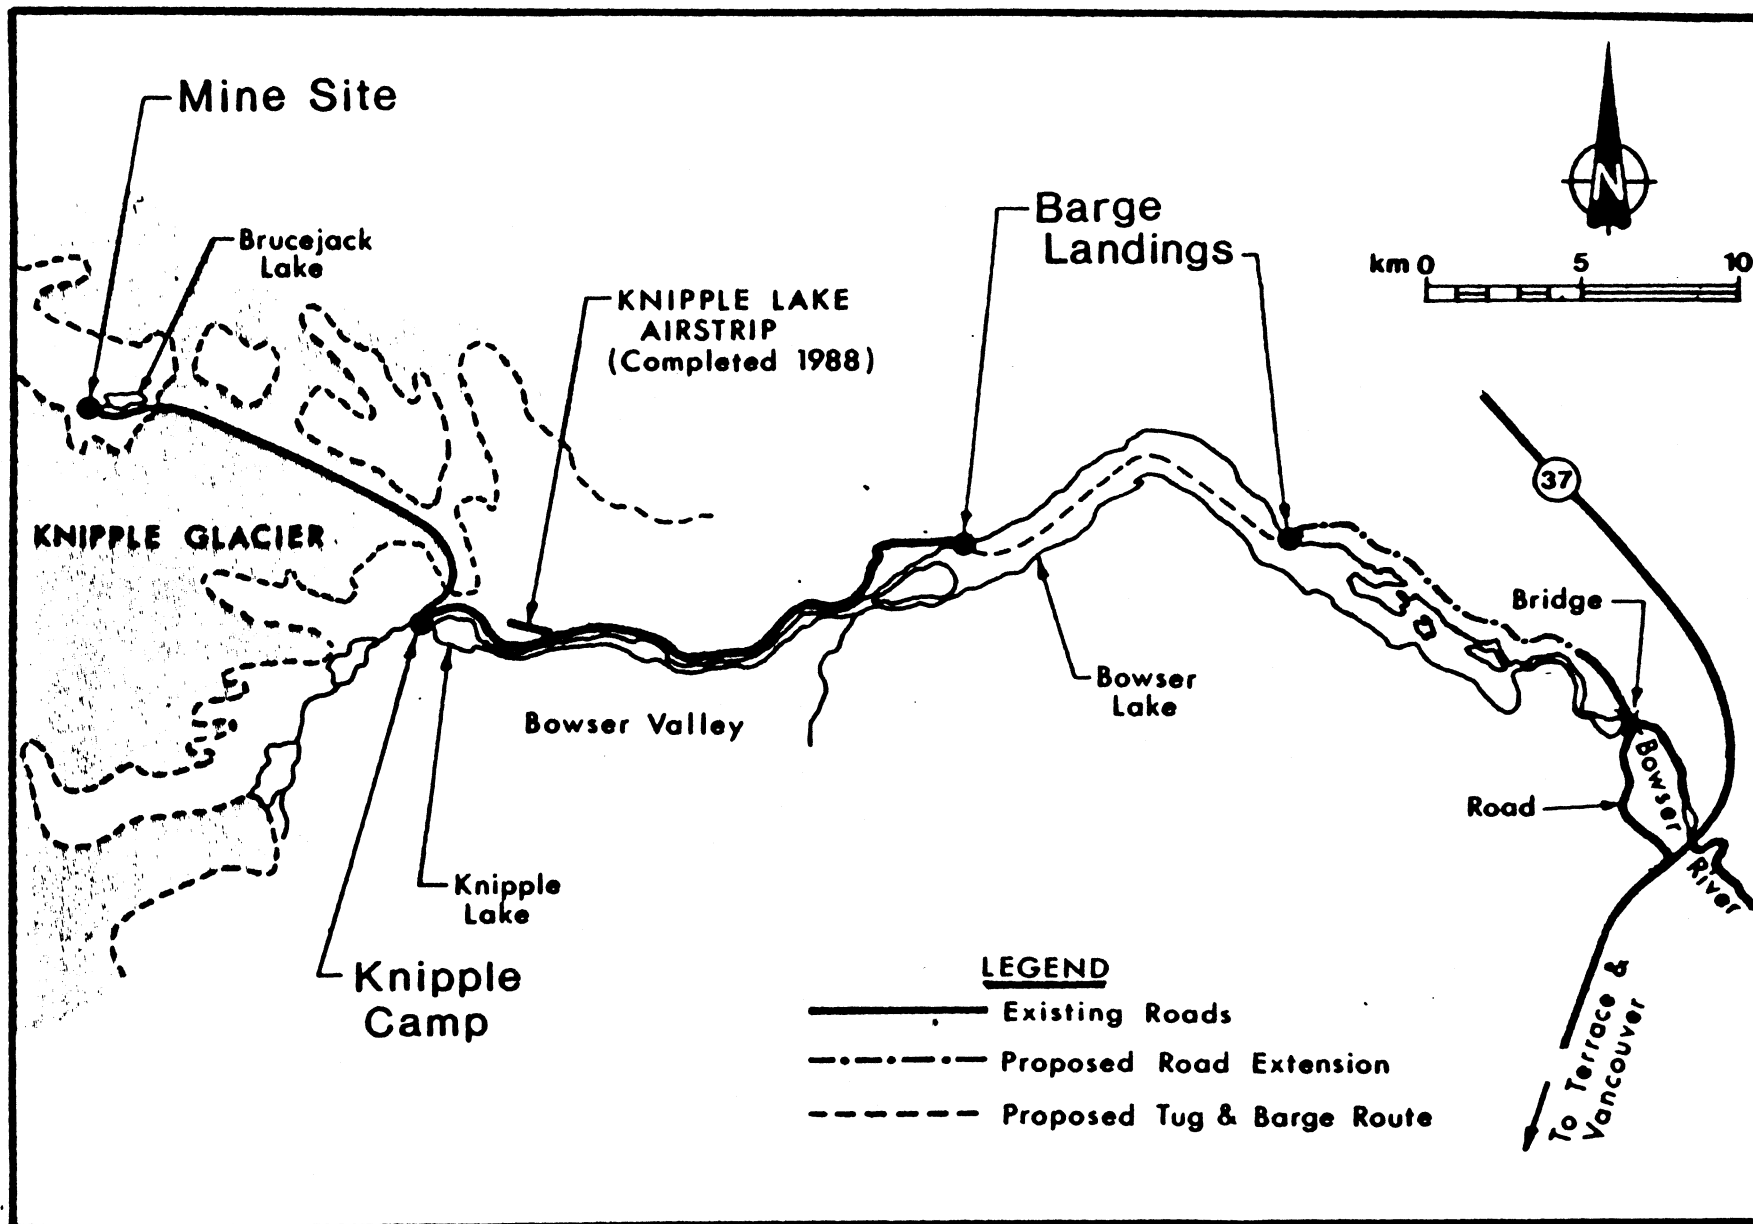 Mine Site
Brucejack
Lake
KNIPPLE LAKE
AIRSTRIP
(Completed 1988)
Barge
Landings
N
km 0 5 10
37
KNIPPLE GLACIER
Bridge
Bowser
Lake
Bowser Valley
Road
Bowser
River
Knipple
Lake
Knipple
Camp
To Terrace &
Vancouver
LEGEND
Existing Roads
Proposed Road Extension
Proposed Tug & Barge Route